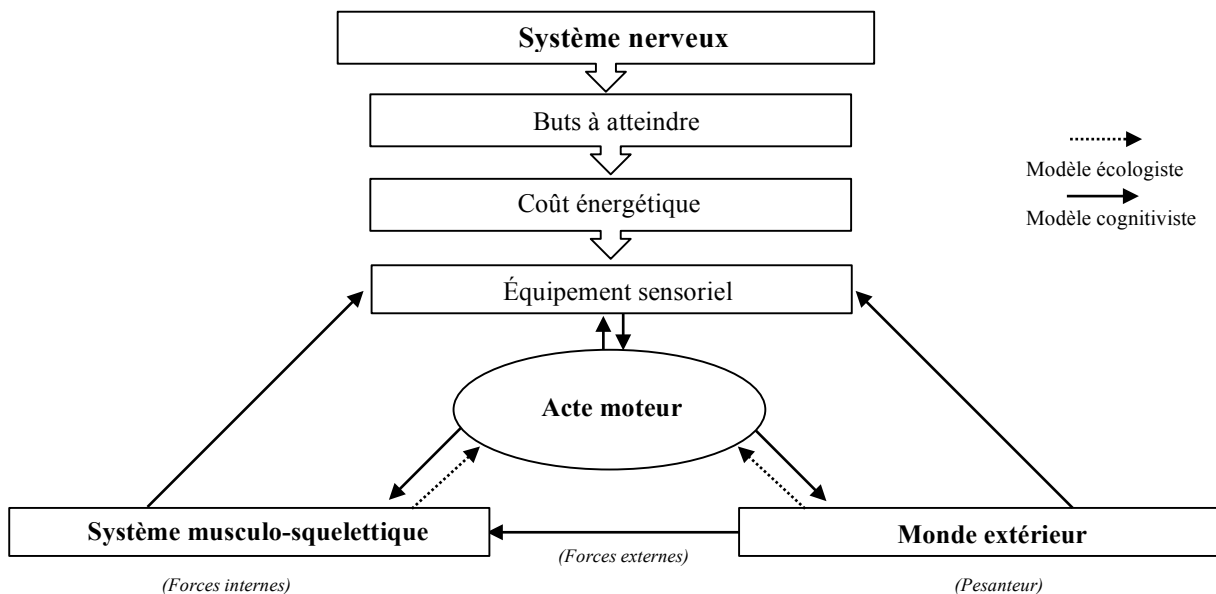 Système nerveux
Buts à atteindre
Modèle écologiste
Coût énergétique
Modèle cognitiviste
Équipement sensoriel
Acte moteur
Système musculo-squelettique
Monde extérieur
(Forces externes)
(Forces internes)
(Pesanteur)